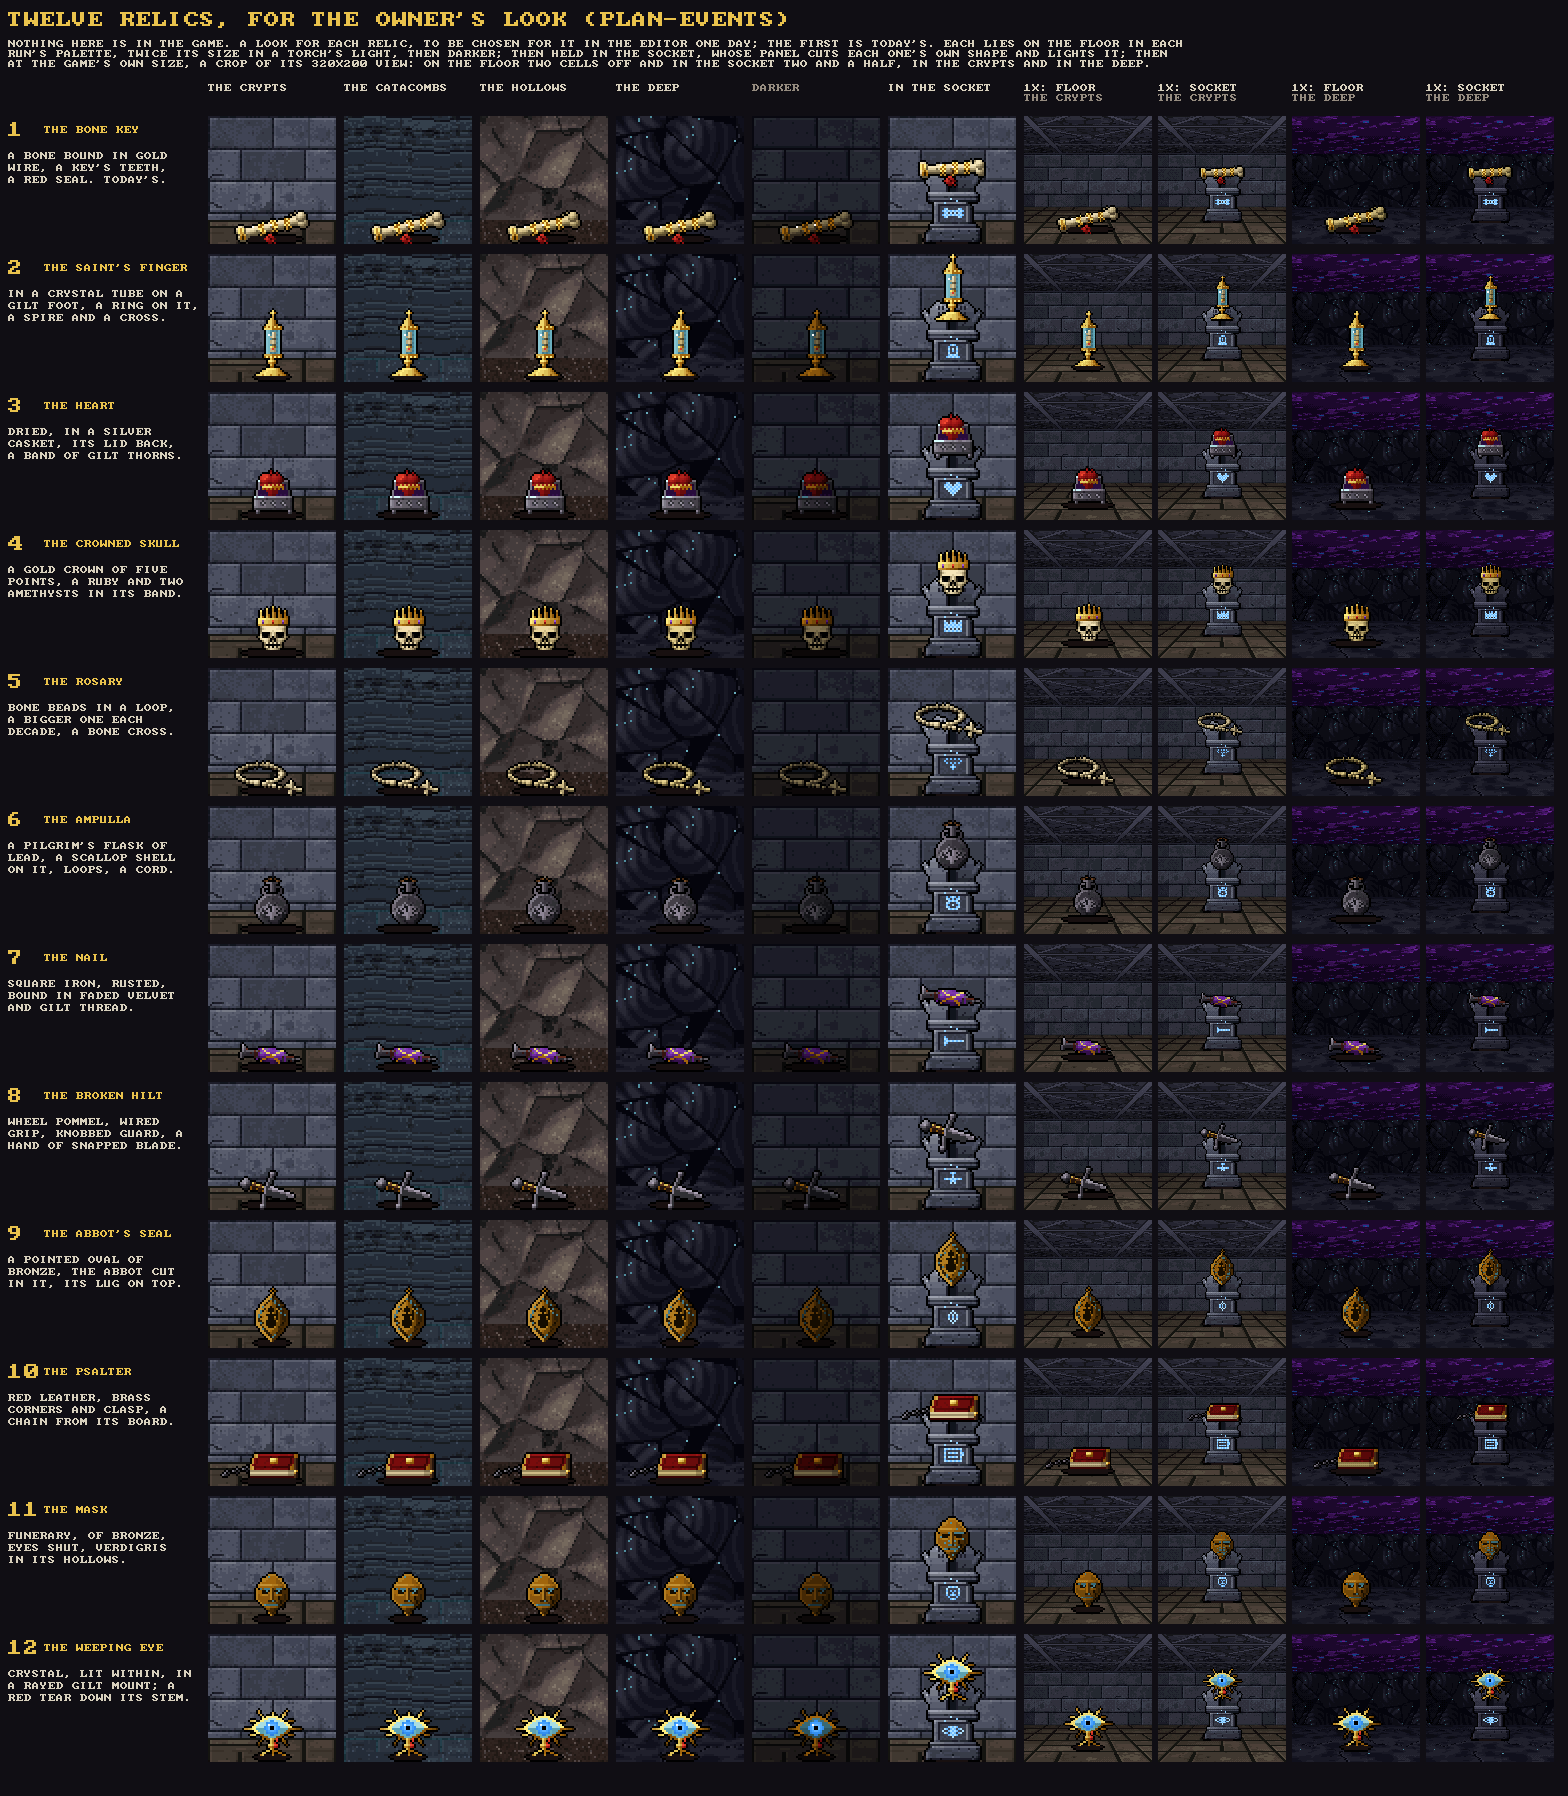 TWELVE RELICS, FOR THE OWNER'S LOOK (PLAN-EVENTS)
NOTHING HERE IS IN THE GAME. A LOOK FOR EACH RELIC, TO BE CHOSEN FOR IT IN THE EDITOR ONE DAY; THE FIRST IS TODAY'S. EACH LIES ON THE FLOOR IN EACH
RUN'S PALETTE, TWICE ITS SIZE IN A TORCH'S LIGHT, THEN DARKER; THEN HELD IN THE SOCKET, WHOSE PANEL CUTS EACH ONE'S OWN SHAPE AND LIGHTS IT; THEN
AT THE GAME'S OWN SIZE, A CROP OF ITS 320X200 VIEW: ON THE FLOOR TWO CELLS OFF AND IN THE SOCKET TWO AND A HALF, IN THE CRYPTS AND IN THE DEEP.
THE CRYPTS THE CATACOMBS THE HOLLOWS THE DEEP DARKER IN THE SOCKET 1X: FLOOR 1X: SOCKET 1X: FLOOR 1X: SOCKET
THE CRYPTS THE CRYPTS THE DEEP THE DEEP
1 THE BONE KEY
A BONE BOUND IN GOLD
WIRE, A KEY'S TEETH,
A RED SEAL. TODAY'S.
2 THE SAINT'S FINGER
IN A CRYSTAL TUBE ON A
GILT FOOT, A RING ON IT,
A SPIRE AND A CROSS.
3 THE HEART
DRIED, IN A SILVER
CASKET, ITS LID BACK,
A BAND OF GILT THORNS.
4 THE CROWNED SKULL
A GOLD CROWN OF FIVE
POINTS, A RUBY AND TWO
AMETHYSTS IN ITS BAND.
5 THE ROSARY
BONE BEADS IN A LOOP,
A BIGGER ONE EACH
DECADE, A BONE CROSS.
6 THE AMPULLA
A PILGRIM'S FLASK OF
LEAD, A SCALLOP SHELL
ON IT, LOOPS, A CORD.
7 THE NAIL
SQUARE IRON, RUSTED,
BOUND IN FADED VELVET
AND GILT THREAD.
8 THE BROKEN HILT
WHEEL POMMEL, WIRED
GRIP, KNOBBED GUARD, A
HAND OF SNAPPED BLADE.
9 THE ABBOT'S SEAL
A POINTED OVAL OF
BRONZE, THE ABBOT CUT
IN IT, ITS LUG ON TOP.
10 THE PSALTER
RED LEATHER, BRASS
CORNERS AND CLASP, A
CHAIN FROM ITS BOARD.
11 THE MASK
FUNERARY, OF BRONZE,
EYES SHUT, VERDIGRIS
IN ITS HOLLOWS.
12 THE WEEPING EYE
CRYSTAL, LIT WITHIN, IN
A RAYED GILT MOUNT; A
RED TEAR DOWN ITS STEM.